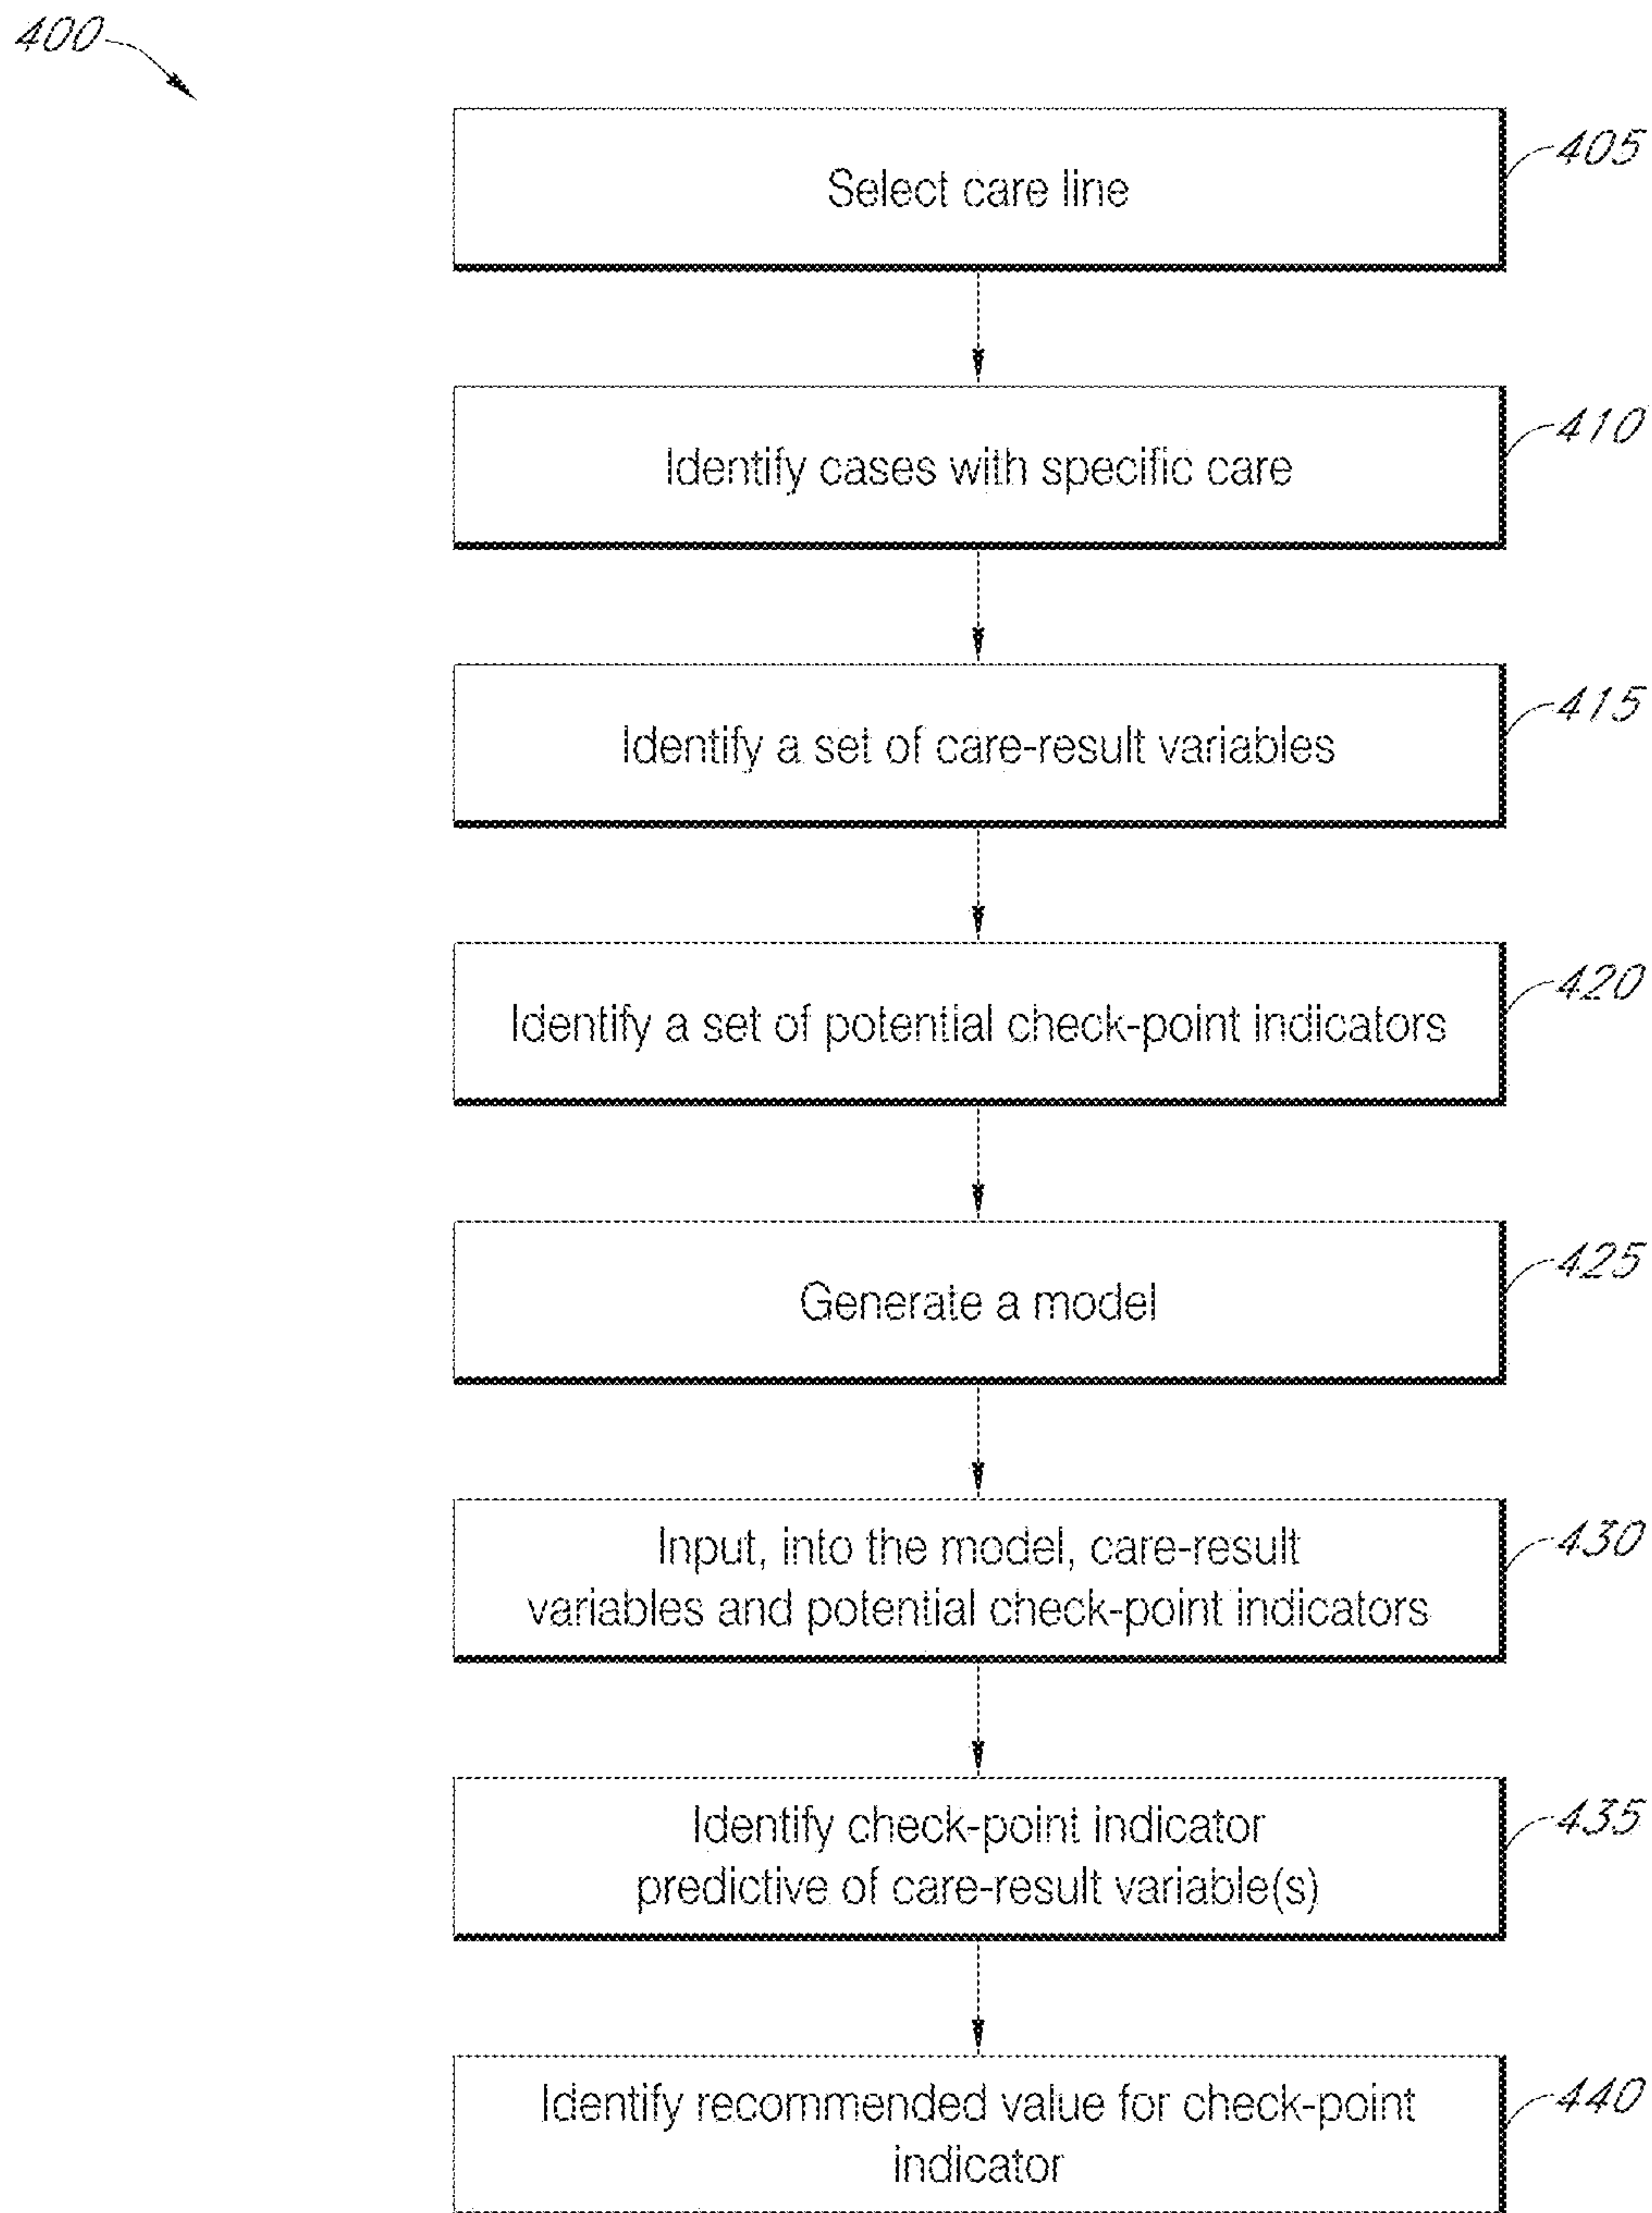 400
Select care line
405
Identify cases with specific care
410
Identify a set of care-result variables
415
Identify a set of potential check-point indicators
420
Generate a model
425
Input, into the model, care-result
variables and potential check-point indicators
430
Identify check-point indicator
predictive of care-result variable(s)
435
Identify recommended value for check-point
indicator
440